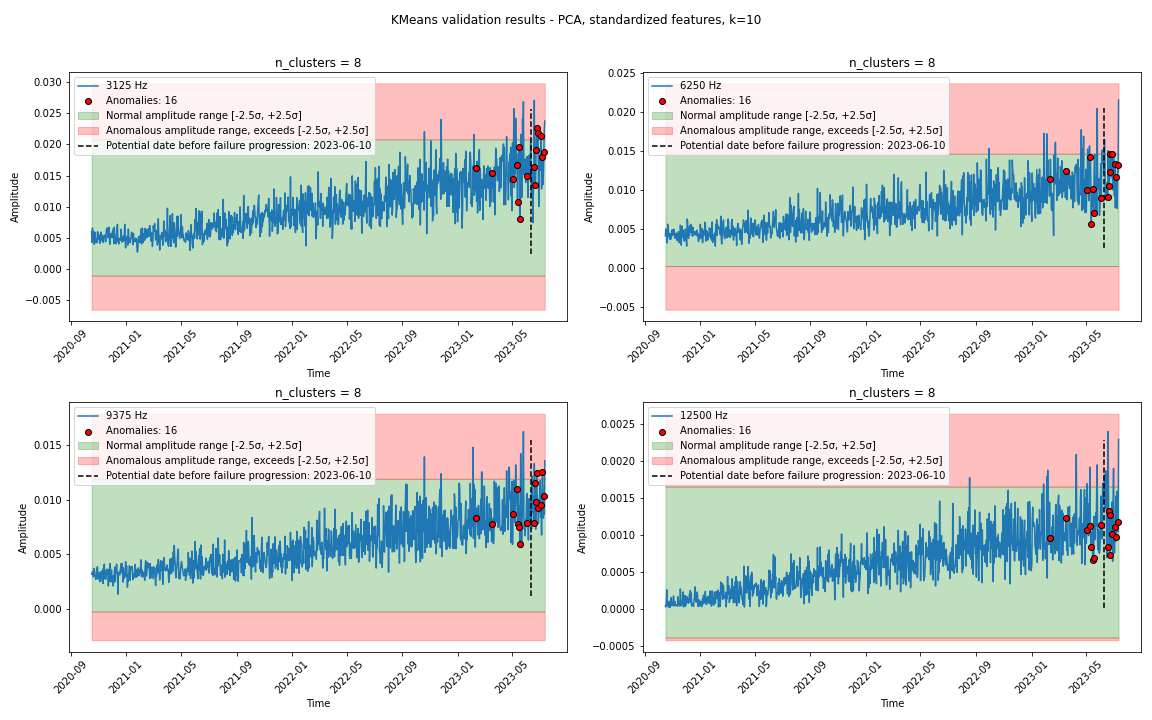 KMeans validation results - PCA, standardized features, k=10
n_clusters = 8
0.030
0.025
0.020
0.015
0.010
0.005
0.000
−0.005
Amplitude
3125 Hz
Anomalies: 16
Normal amplitude range [-2.5σ, +2.5σ]
Anomalous amplitude range, exceeds [-2.5σ, +2.5σ]
Potential date before failure progression: 2023-06-10
2020-09
2021-01
2021-05
2021-09
2022-01
2022-05
2022-09
2023-01
2023-05
Time
n_clusters = 8
0.025
0.020
0.015
0.010
0.005
0.000
−0.005
Amplitude
6250 Hz
Anomalies: 16
Normal amplitude range [-2.5σ, +2.5σ]
Anomalous amplitude range, exceeds [-2.5σ, +2.5σ]
Potential date before failure progression: 2023-06-10
2020-09
2021-01
2021-05
2021-09
2022-01
2022-05
2022-09
2023-01
2023-05
Time
n_clusters = 8
0.015
0.010
0.005
0.000
Amplitude
9375 Hz
Anomalies: 16
Normal amplitude range [-2.5σ, +2.5σ]
Anomalous amplitude range, exceeds [-2.5σ, +2.5σ]
Potential date before failure progression: 2023-06-10
2020-09
2021-01
2021-05
2021-09
2022-01
2022-05
2022-09
2023-01
2023-05
Time
n_clusters = 8
0.0025
0.0020
0.0015
0.0010
0.0005
0.0000
−0.0005
Amplitude
12500 Hz
Anomalies: 16
Normal amplitude range [-2.5σ, +2.5σ]
Anomalous amplitude range, exceeds [-2.5σ, +2.5σ]
Potential date before failure progression: 2023-06-10
2020-09
2021-01
2021-05
2021-09
2022-01
2022-05
2022-09
2023-01
2023-05
Time